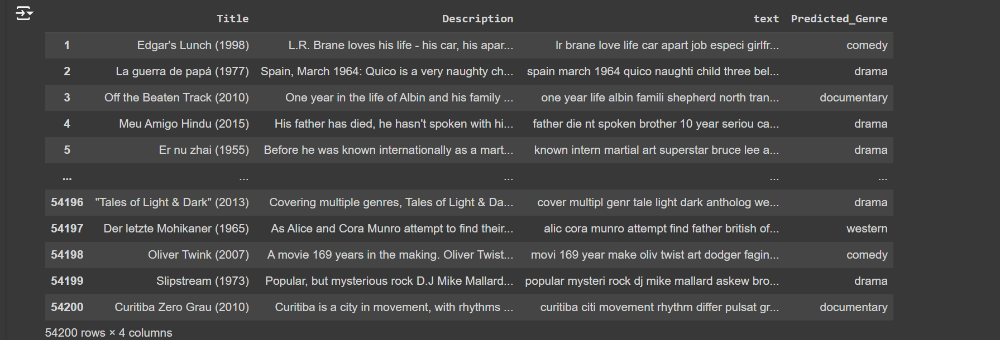 Title Description text Predicted_Genre
1 Edgar's Lunch (1998) L.R. Brane loves his life - his car, his apar... lr brane love life car apart job especi girlfr... comedy
2 La guerra de papá (1977) Spain, March 1964: Quico is a very naughty ch... spain march 1964 quico naughti child three bel... drama
3 Off the Beaten Track (2010) One year in the life of Albin and his family ... one year life albin famili shepherd north tran... documentary
4 Meu Amigo Hindu (2015) His father has died, he hasn't spoken with hi... father die nt spoken brother 10 year seriou ca... drama
5 Er nu zhai (1955) Before he was known internationally as a mart... known intern martial art superstar bruce lee a... drama
... ... ... ... ...
54196 "Tales of Light & Dark" (2013) Covering multiple genres, Tales of Light & Da... cover multipl genr tale light dark antholog we... drama
54197 Der letzte Mohikaner (1965) As Alice and Cora Munro attempt to find their... alic cora munro attempt find father british of... western
54198 Oliver Twink (2007) A movie 169 years in the making. Oliver Twist... movi 169 year make oliv twist art dodger fagin... comedy
54199 Slipstream (1973) Popular, but mysterious rock D.J Mike Mallard... popular mysteri rock dj mike mallard askew bro... drama
54200 Curitiba Zero Grau (2010) Curitiba is a city in movement, with rhythms ... curitiba citi movement rhythm differ pulsat gr... documentary
54200 rows × 4 columns